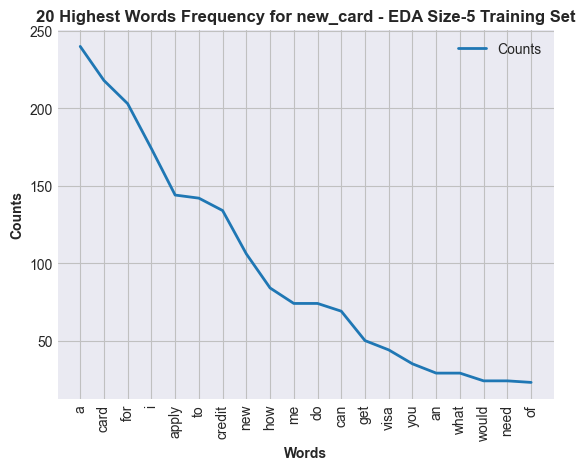 20 Highest Words Frequency for new_card - EDA Size-5 Training Set
Counts
250
200
150
100
50
Counts
a
card
for
i
apply
to
credit
new
how
me
do
can
get
visa
you
an
what
would
need
of
Words